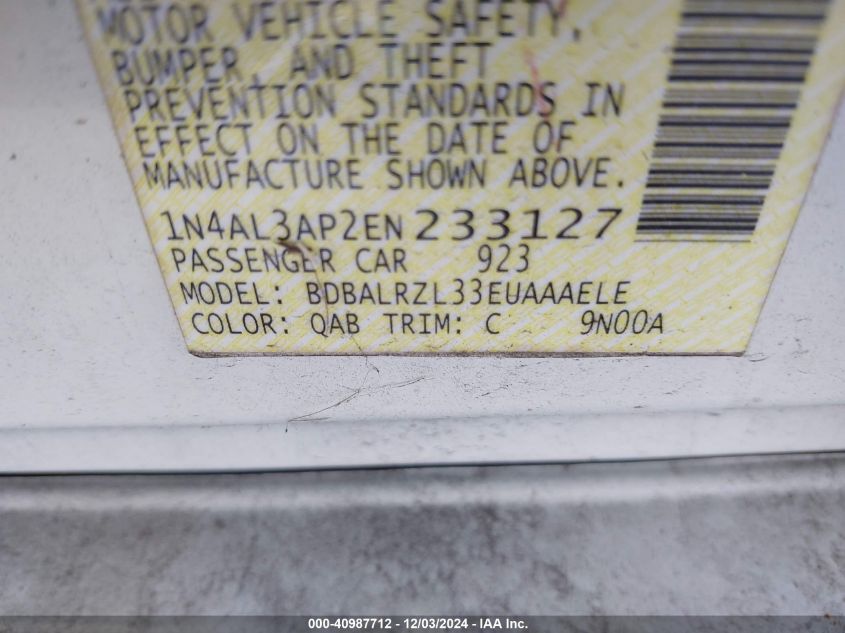 MOTOR VEHICLE SAFETY,
BUMPER, AND THEFT
PREVENTION STANDARDS IN
EFFECT ON THE DATE OF
MANUFACTURE SHOWN ABOVE.
1N4AL3AP2EN233127
PASSENGER CAR 923
MODEL: BDBALRZL33EUAAAELE
COLOR: QAB TRIM: C 9N00A
000-40987712 - 12/03/2024 - IAA Inc.